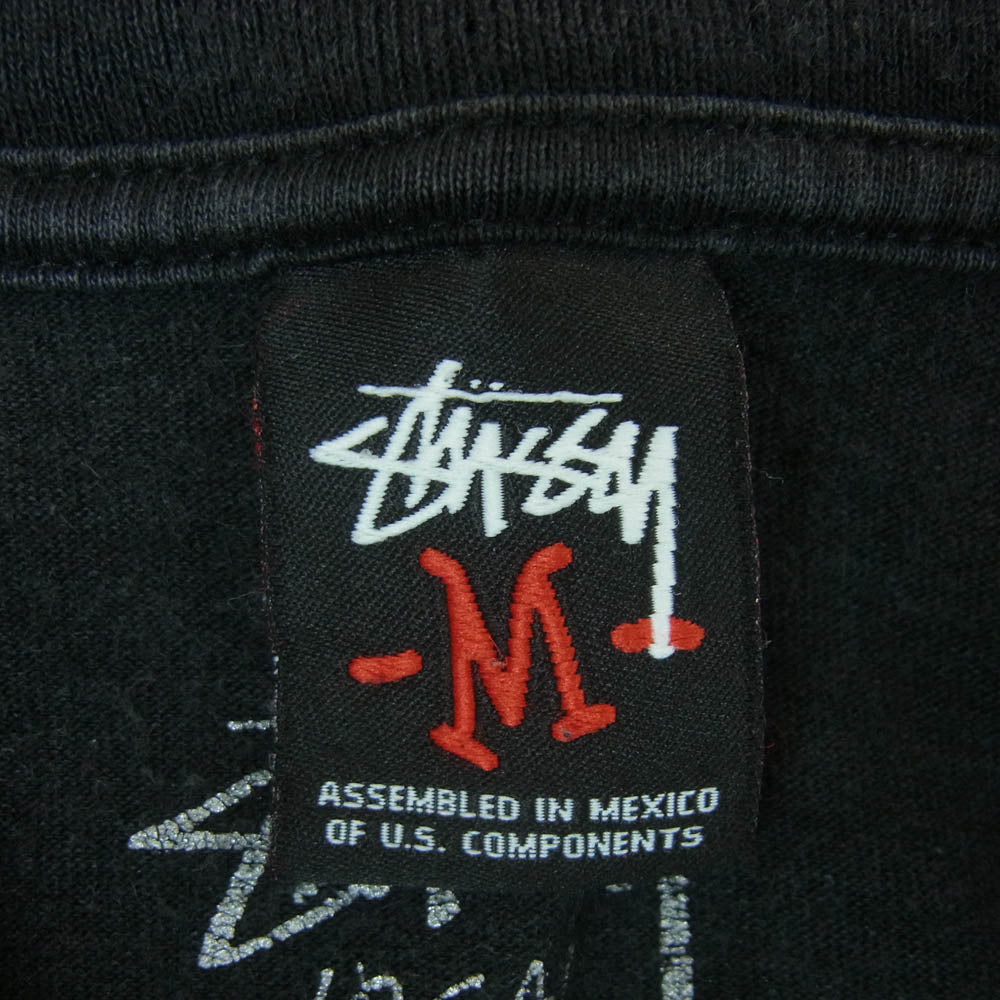 Stüssy
- M -
ASSEMBLED IN MEXICO
OF U.S. COMPONENTS